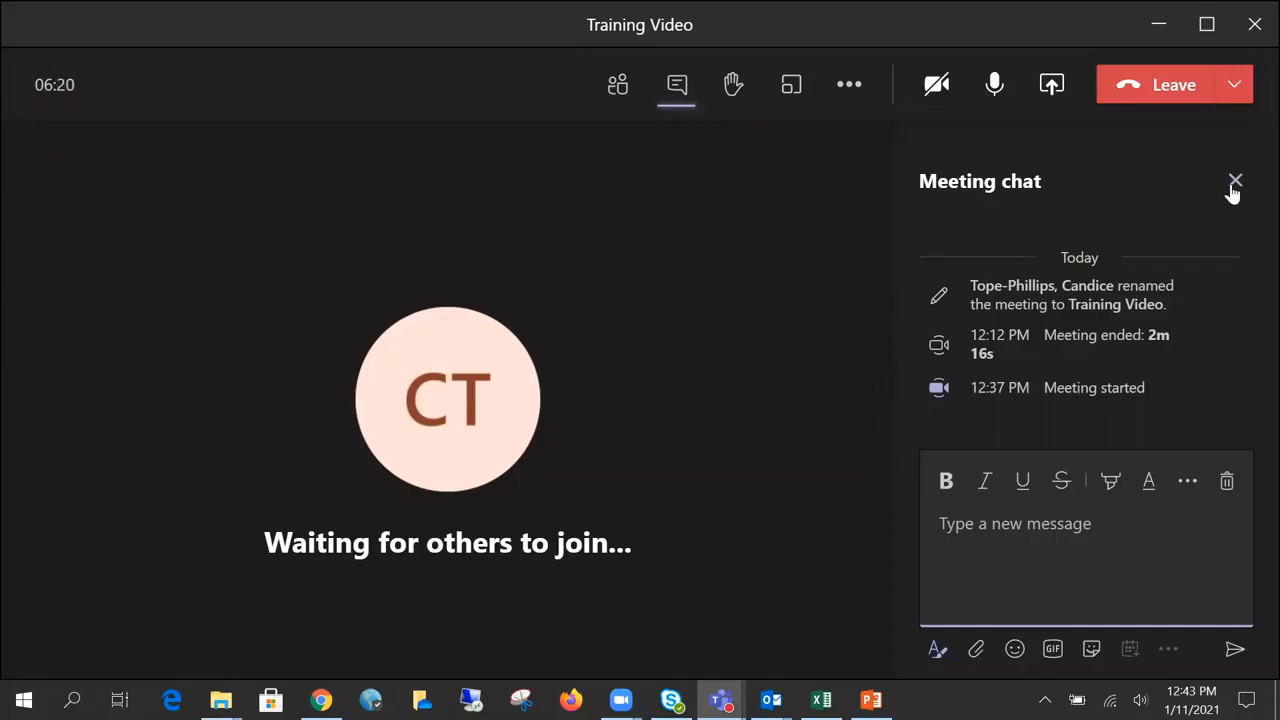 Training Video
06:20
Leave
Meeting chat
Today
Tope-Phillips, Candice renamed
the meeting to Training Video.
12:12 PM Meeting ended: 2m
16s
12:37 PM Meeting started
CT
Waiting for others to join...
B I U S A
Type a new message
GIF
12:43 PM
1/11/2021